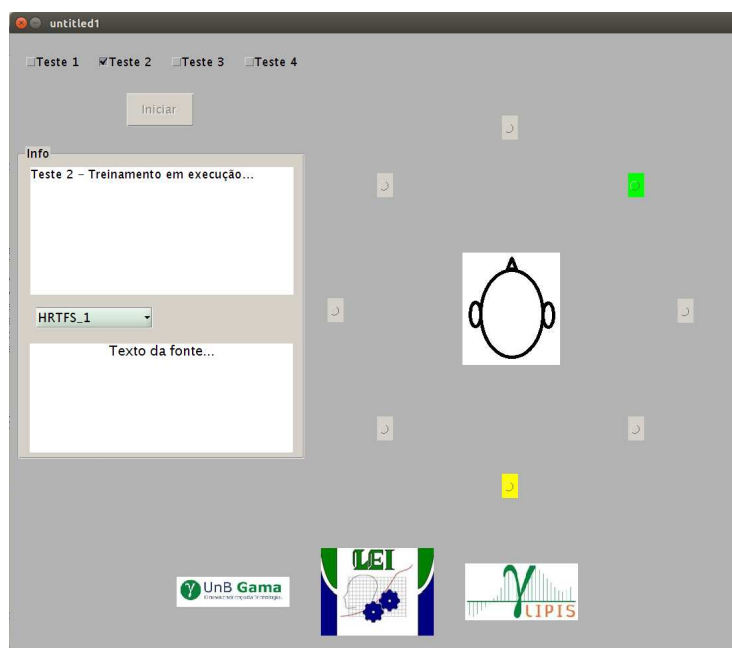 untitled1
Teste 1 Teste 2 Teste 3 Teste 4
Iniciar
Info
Teste 2 - Treinamento em execução...
HRTFS_1
Texto da fonte...
LEI
UnB Gama
LIPIS